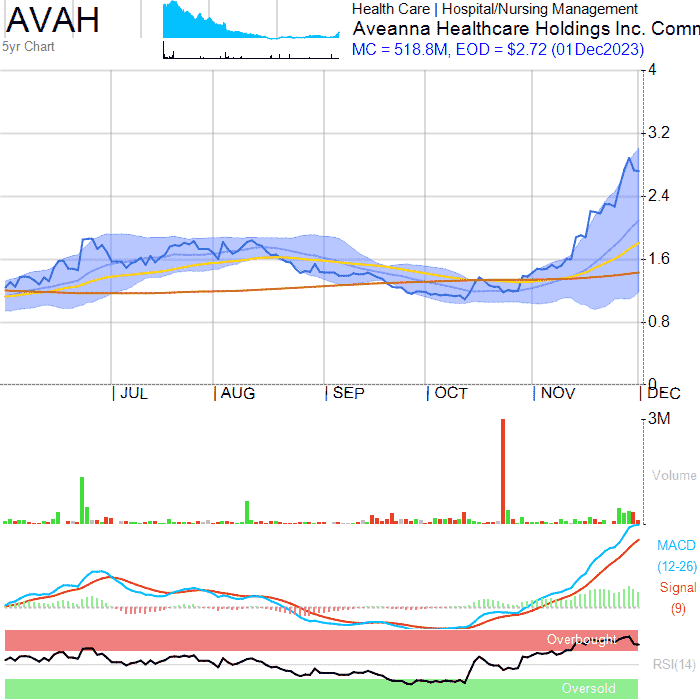 AVAH
5yr Chart
Health Care | Hospital/Nursing Management
Aveanna Healthcare Holdings Inc. Comm
MC = 518.8M, EOD = $2.72 (01Dec2023)
4
3.2
2.4
1.6
0.8
0
JUL
AUG
SEP
OCT
NOV
DEC
3M
Volume
MACD
(12-26)
Signal
(9)
Overbought
RSI(14)
Oversold